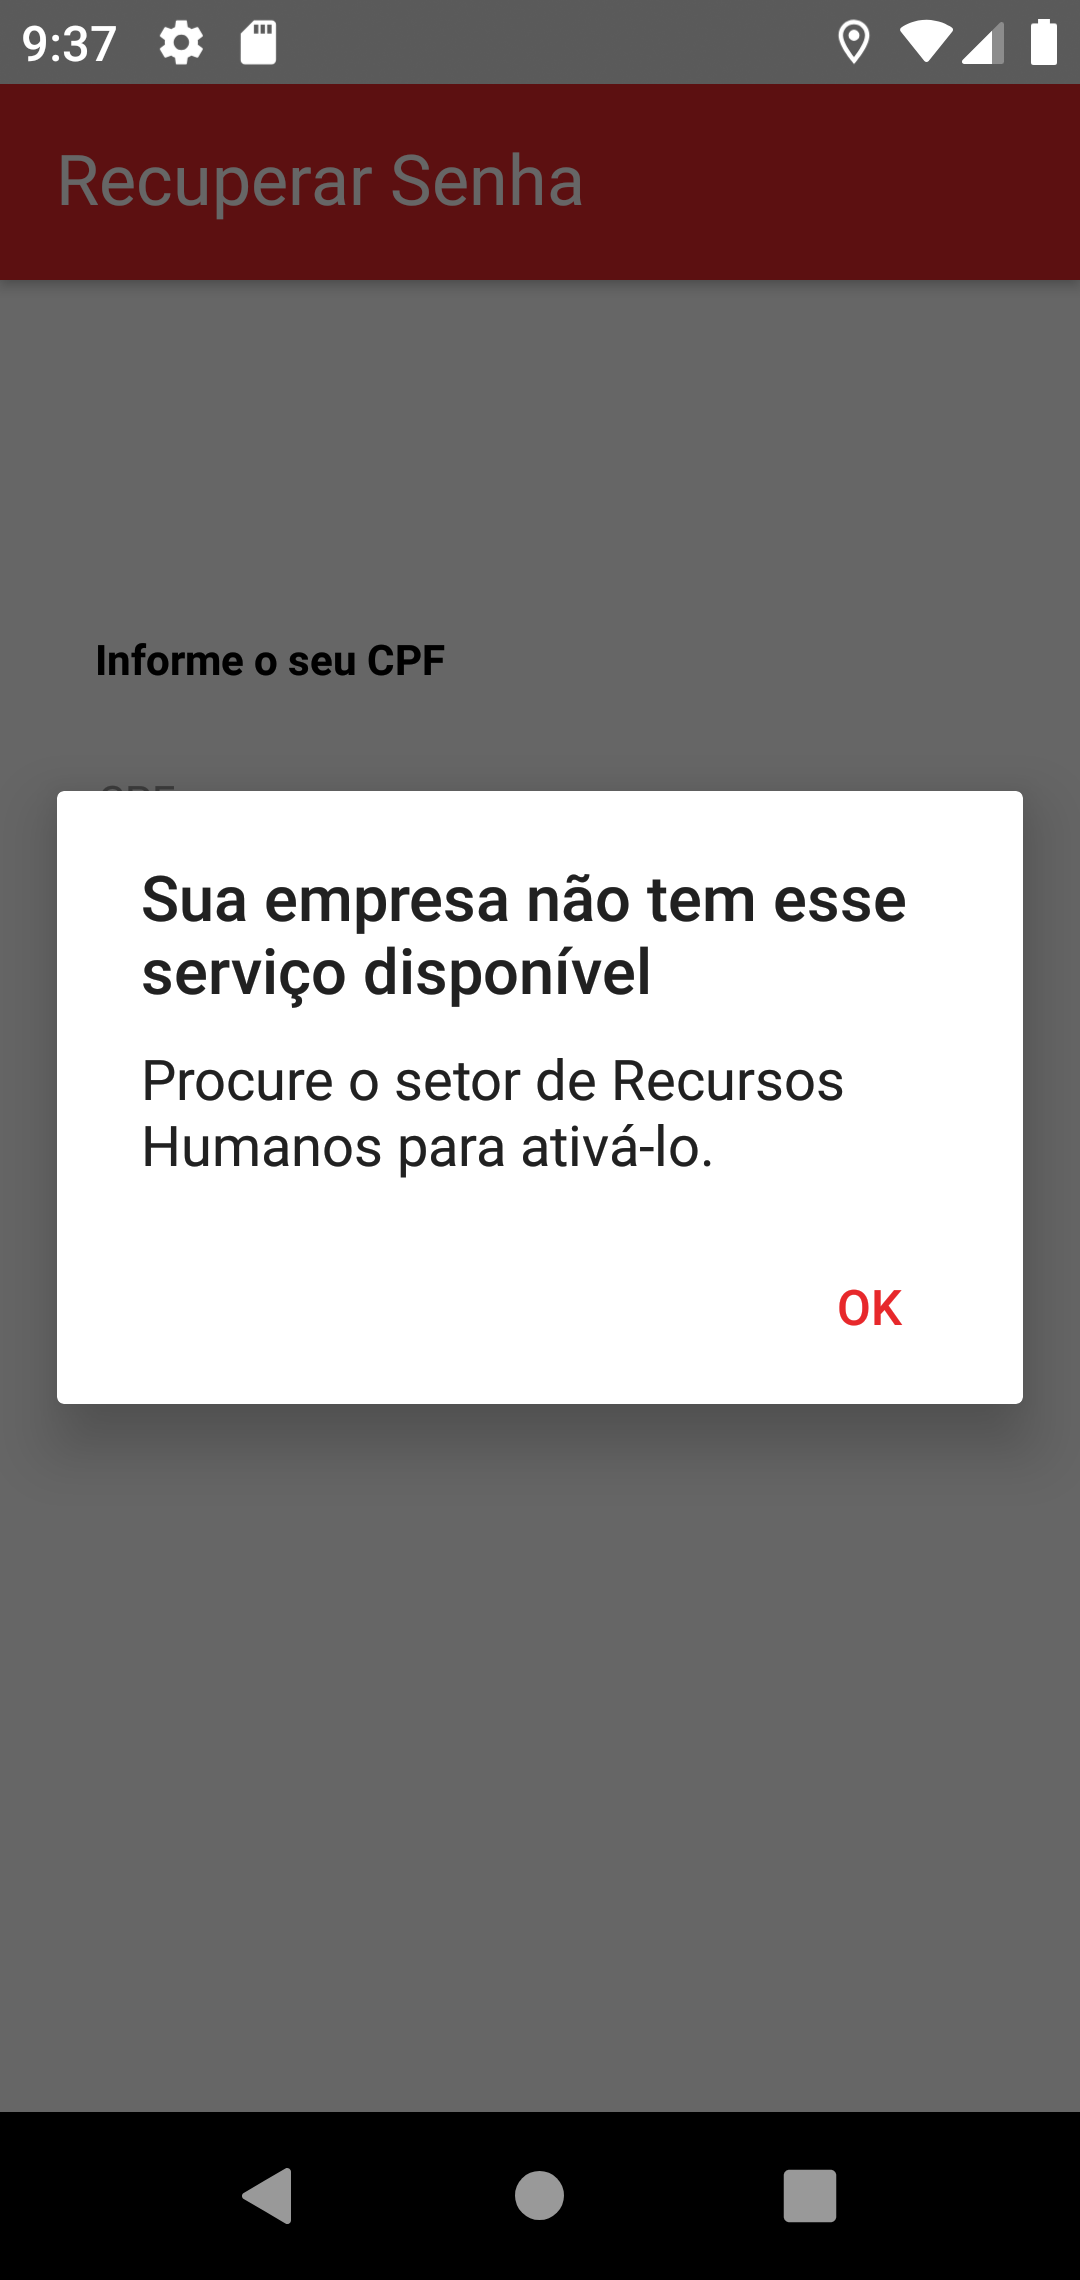 9:37
Recuperar Senha
Informe o seu CPF
Sua empresa não tem esse
serviço disponível
Procure o setor de Recursos
Humanos para ativá-lo.
OK